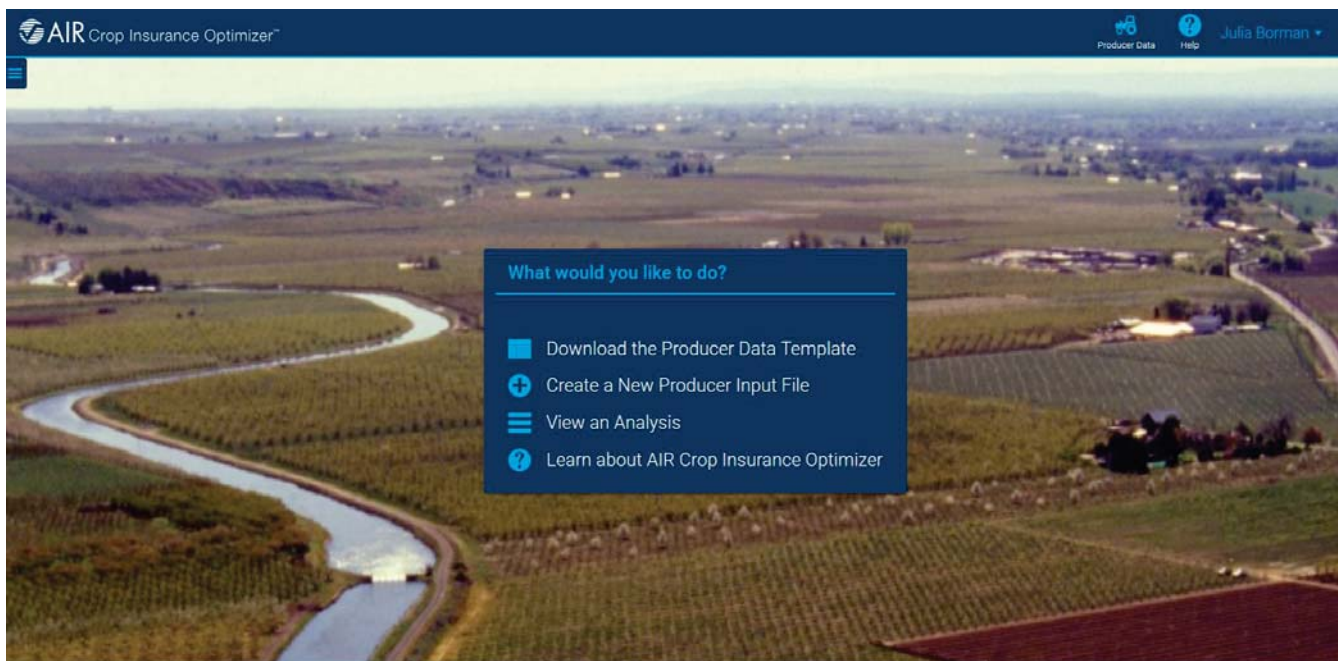 AIR Crop Insurance Optimizer™
Producer Data
Help
Julia Borman
What would you like to do?
Download the Producer Data Template
Create a New Producer Input File
View an Analysis
Learn about AIR Crop Insurance Optimizer